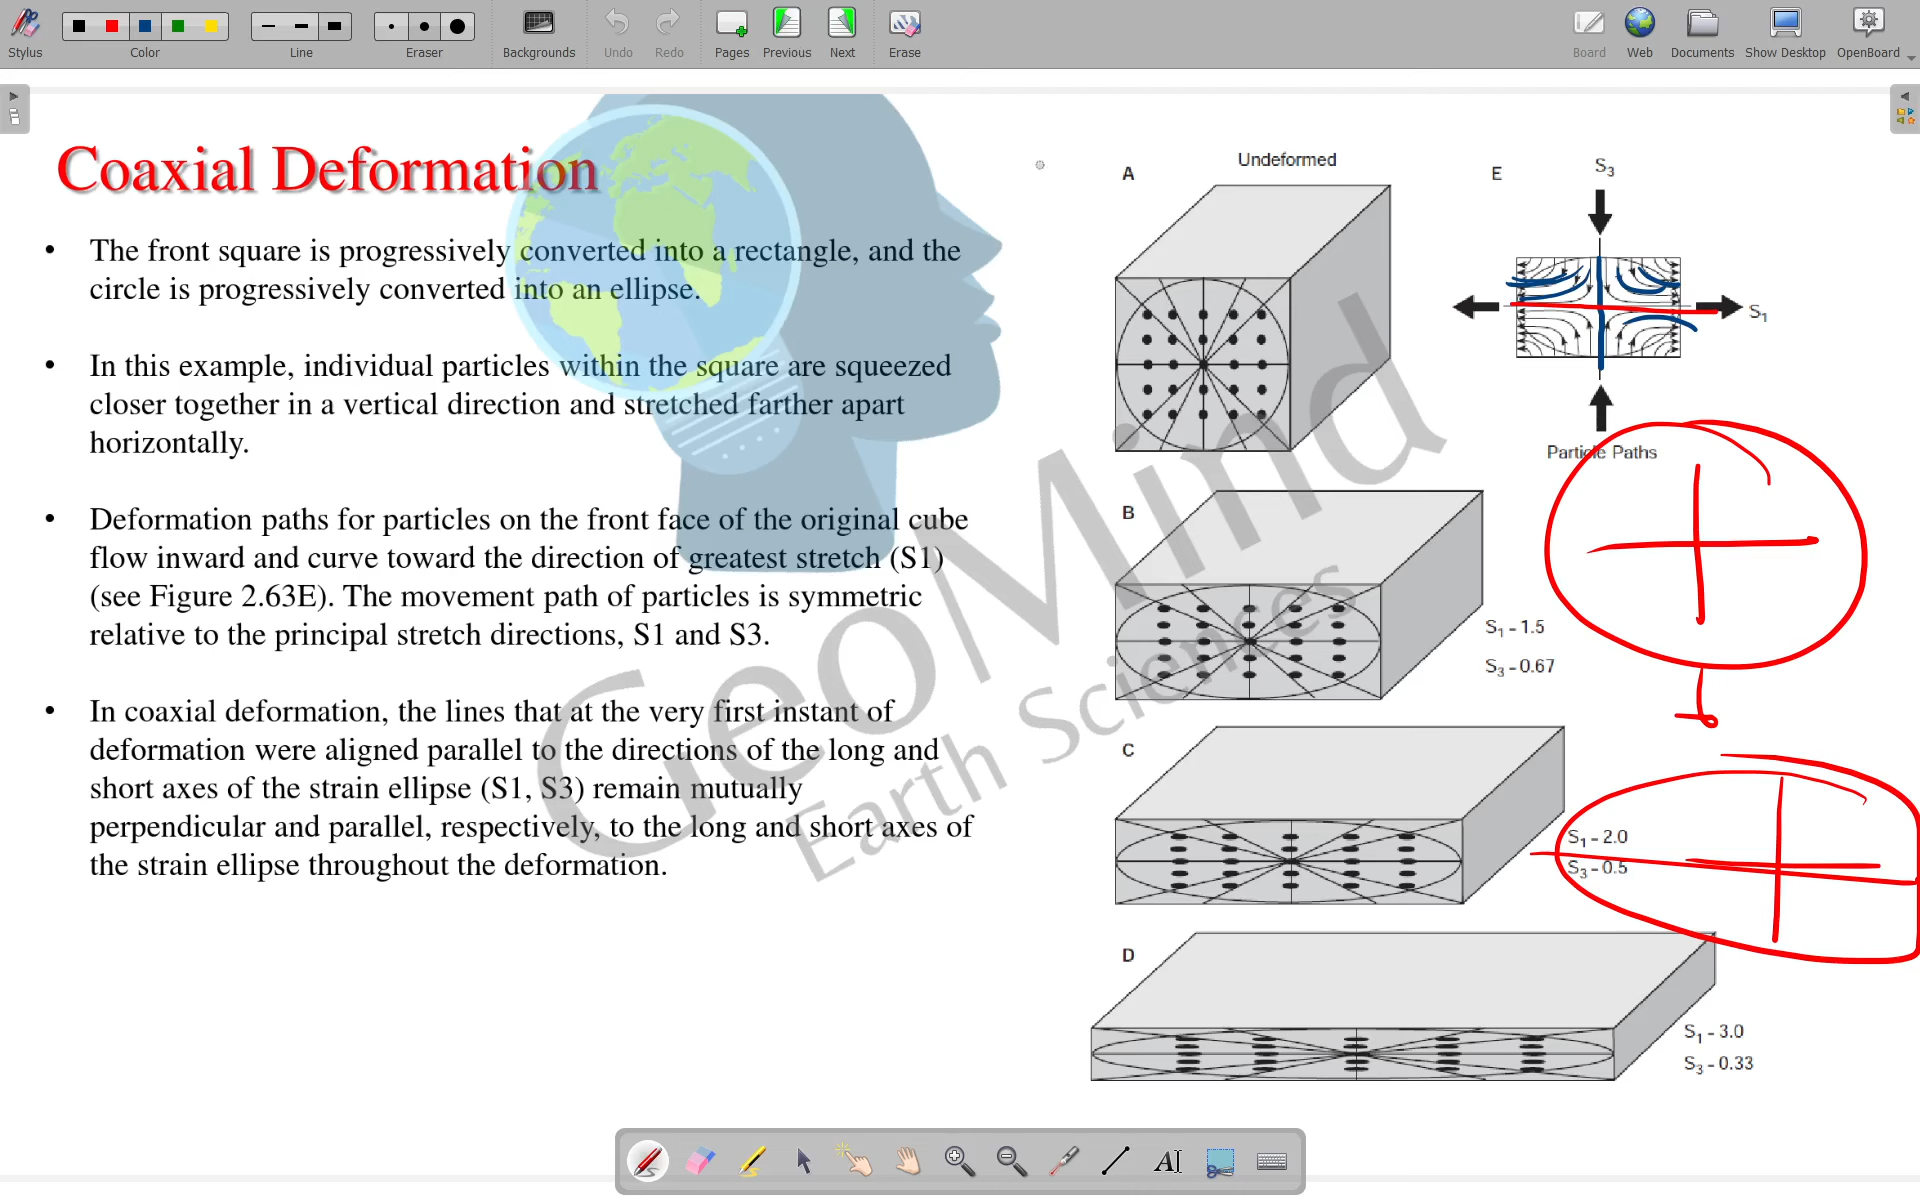 Stylus
Color
Line
Eraser
Backgrounds
Undo
Redo
Pages
Previous
Next
Erase
Board
Web
Documents
Show Desktop
OpenBoard
Coaxial Deformation
• The front square is progressively converted into a rectangle, and the
circle is progressively converted into an ellipse.
• In this example, individual particles within the square are squeezed
closer together in a vertical direction and stretched farther apart
horizontally.
• Deformation paths for particles on the front face of the original cube
flow inward and curve toward the direction of greatest stretch (S1)
(see Figure 2.63E). The movement path of particles is symmetric
relative to the principal stretch directions, S1 and S3.
• In coaxial deformation, the lines that at the very first instant of
deformation were aligned parallel to the directions of the long and
short axes of the strain ellipse (S1, S3) remain mutually
perpendicular and parallel, respectively, to the long and short axes of
the strain ellipse throughout the deformation.
GeoMind
Earth Sciences
A
Undeformed
E
S3
S1
Particle Paths
B
S1 - 1.5
S3 - 0.67
C
S1 - 2.0
S3 - 0.5
D
S1 - 3.0
S3 - 0.33